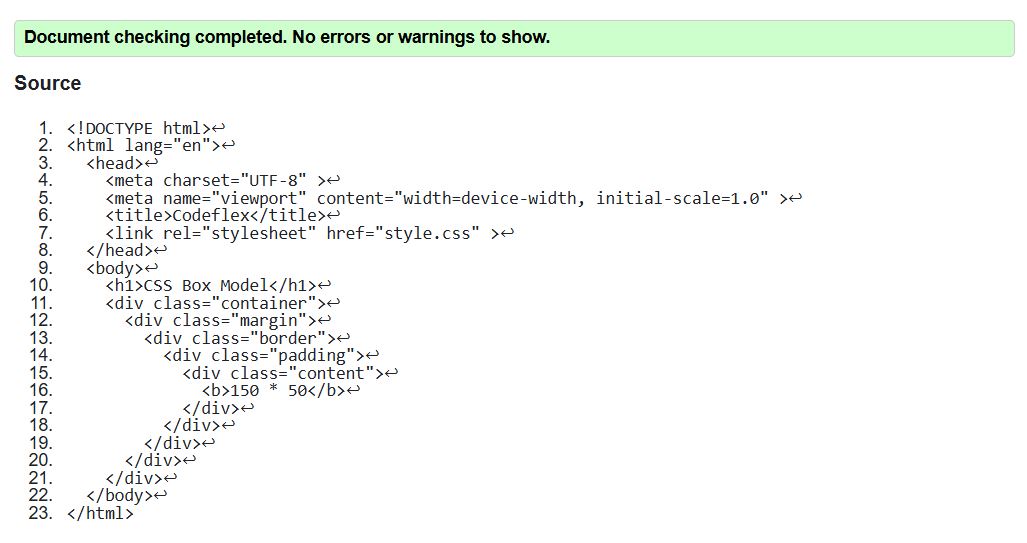 Document checking completed. No errors or warnings to show.
Source
1. <!DOCTYPE html>↩
2. <html lang="en">↩
3.   <head>↩
4.     <meta charset="UTF-8" >↩
5.     <meta name="viewport" content="width=device-width, initial-scale=1.0" >↩
6.     <title>Codeflex</title>↩
7.     <link rel="stylesheet" href="style.css" >↩
8.   </head>↩
9.   <body>↩
10.     <h1>CSS Box Model</h1>↩
11.     <div class="container">↩
12.       <div class="margin">↩
13.         <div class="border">↩
14.           <div class="padding">↩
15.             <div class="content">↩
16.               <b>150 * 50</b>↩
17.             </div>↩
18.           </div>↩
19.         </div>↩
20.       </div>↩
21.     </div>↩
22.   </body>↩
23. </html>